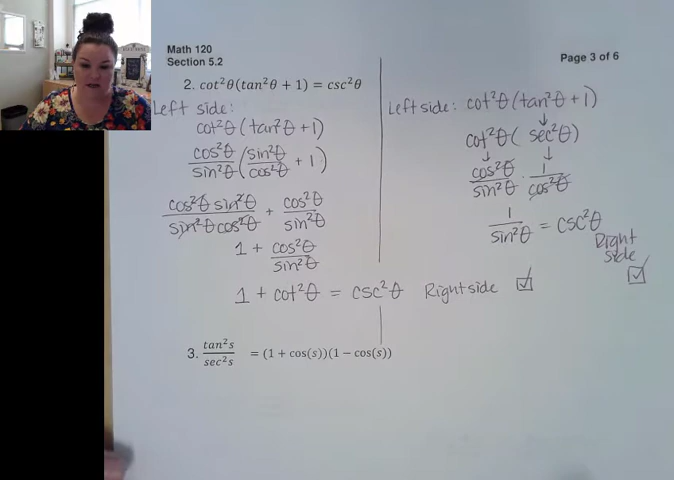 Math 120
Section 5.2
Page 3 of 6
2. cot²θ(tan²θ + 1) = csc²θ
Left side:
cot²θ (tan²θ + 1)
cos²θ/sin²θ (sin²θ/cos²θ + 1)
cos²θ sin²θ/sin²θ cos²θ + cos²θ/sin²θ
1 + cos²θ/sin²θ
1 + cot²θ = csc²θ Right side ☑
Left side: cot²θ (tan²θ + 1)
↓
cot²θ ( sec²θ)
↓ ↓
cos²θ/sin²θ · 1/cos²θ
1/sin²θ = csc²θ
Right
side
☑
3. tan²s/sec²s = (1 + cos(s))(1 − cos(s))